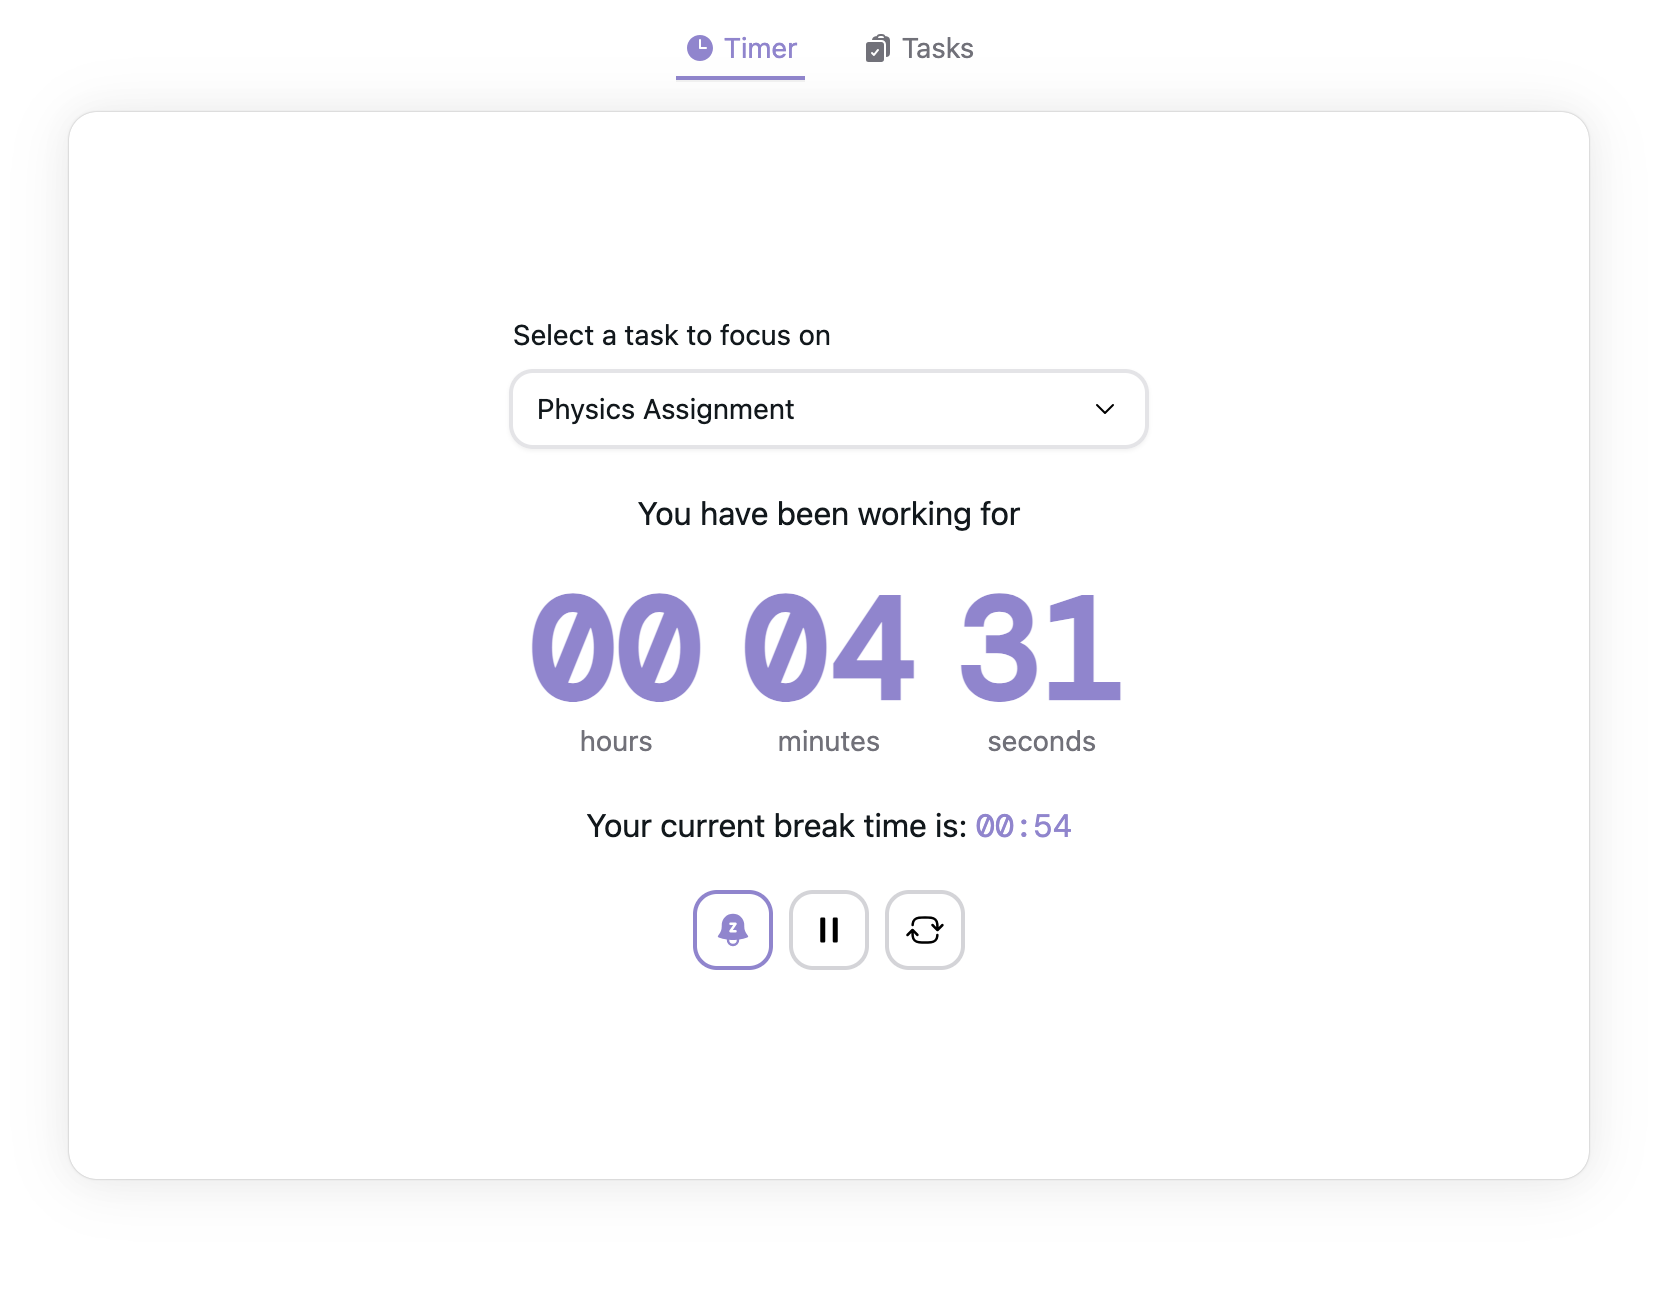 Timer
Tasks
Select a task to focus on
Physics Assignment
You have been working for
00 04 31
hours minutes seconds
Your current break time is: 00:54
z